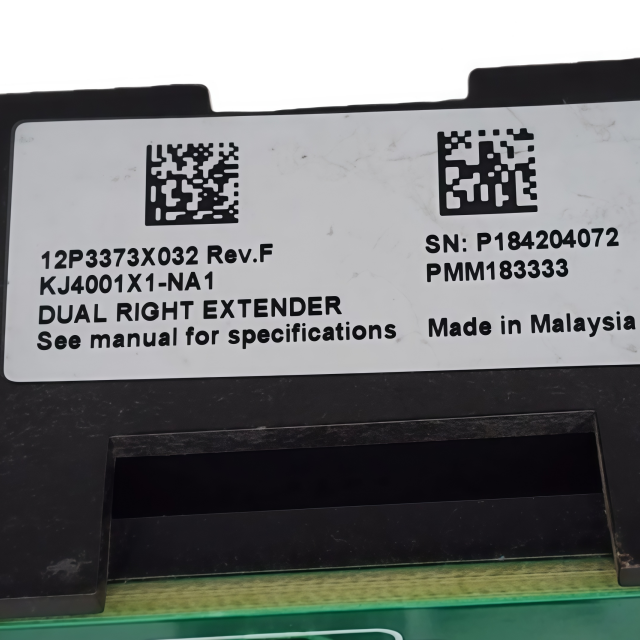 12P3373X032 Rev.F
KJ4001X1-NA1
DUAL RIGHT EXTENDER
See manual for specifications
SN: P184204072
PMM183333
Made in Malaysia